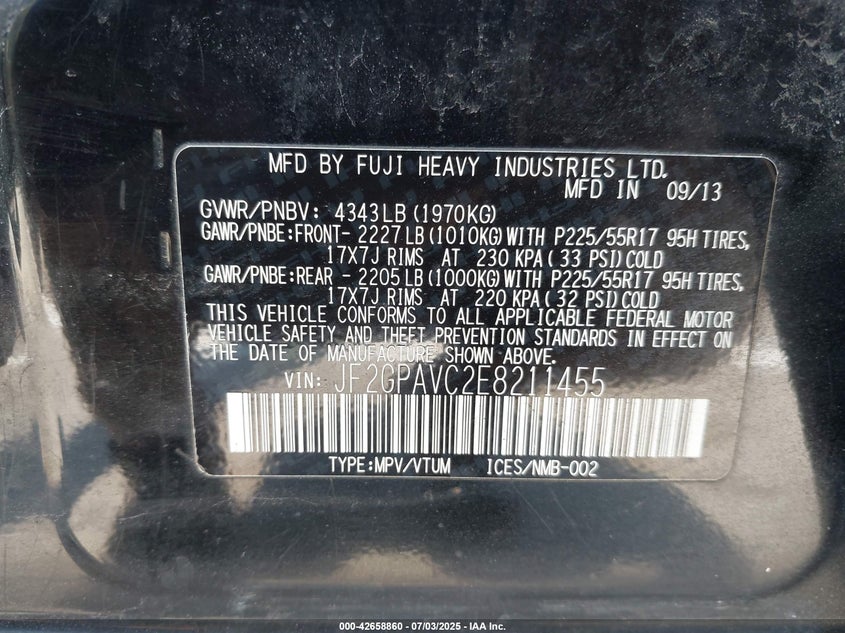 MFD BY FUJI HEAVY INDUSTRIES LTD.
MFD IN 09/13
GVWR/PNBV: 4343LB (1970KG)
GAWR/PNBE:FRONT- 2227LB (1010KG) WITH P225/55R17 95H TIRES,
17X7J RIMS AT 230 KPA ( 33 PSI) COLD
GAWR/PNBE:REAR - 2205LB (1000KG) WITH P225/55R17 95H TIRES,
17X7J RIMS AT 220 KPA ( 32 PSI) COLD
THIS VEHICLE CONFORMS TO ALL APPLICABLE FEDERAL MOTOR
VEHICLE SAFETY AND THEFT PREVENTION STANDARDS IN EFFECT ON
THE DATE OF MANUFACTURE SHOWN ABOVE.
VIN: JF2GPAVC2E8211455
TYPE:MPV/VTUM ICES/NMB-002
000-42658860 - 07/03/2025 - IAA Inc.